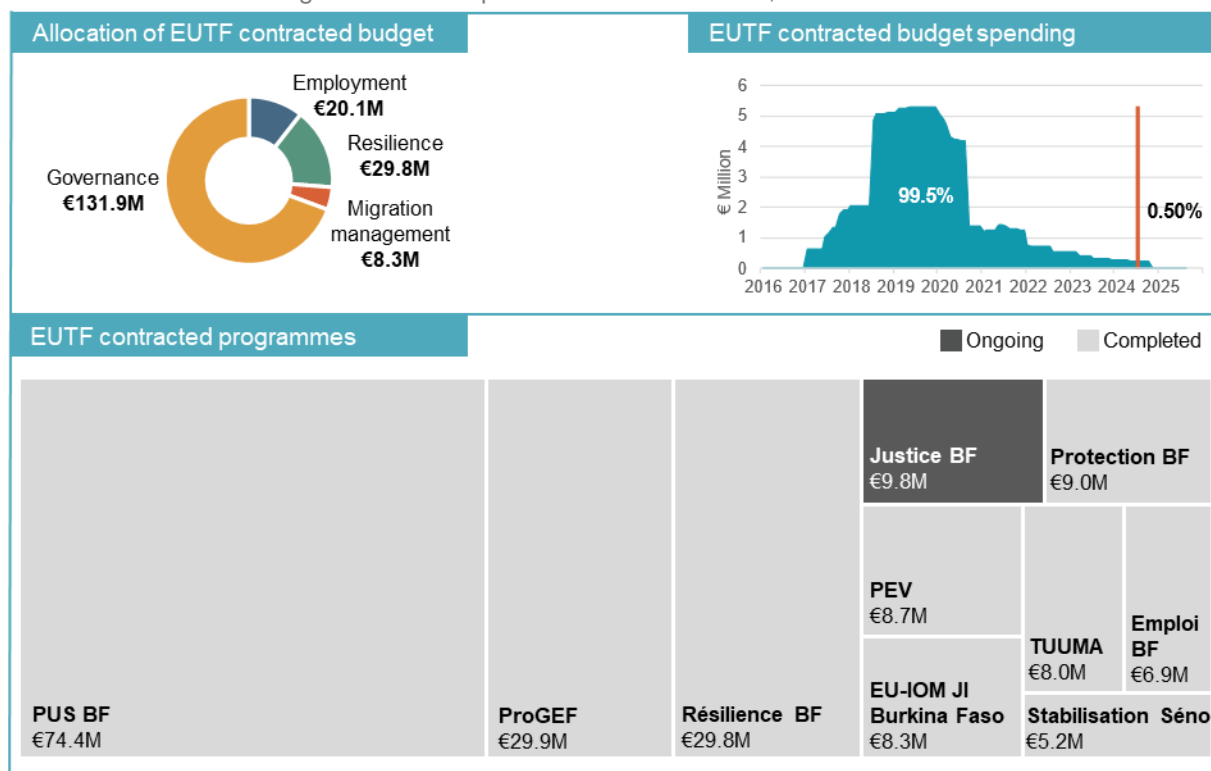 Allocation of EUTF contracted budget
EUTF contracted budget spending
Employment
€20.1M
Resilience
€29.8M
Governance
€131.9M
Migration
management
€8.3M
€ Million
6
5
4
3
2
1
0
99.5%
0.50%
2016 2017 2018 2019 2020 2021 2022 2023 2024 2025
EUTF contracted programmes
Ongoing
Completed
PUS BF
€74.4M
ProGEF
€29.9M
Résilience BF
€29.8M
Justice BF
€9.8M
Protection BF
€9.0M
PEV
€8.7M
EU-IOM JI
Burkina Faso
€8.3M
TUUMA
€8.0M
Emploi
BF
€6.9M
Stabilisation Séno
€5.2M